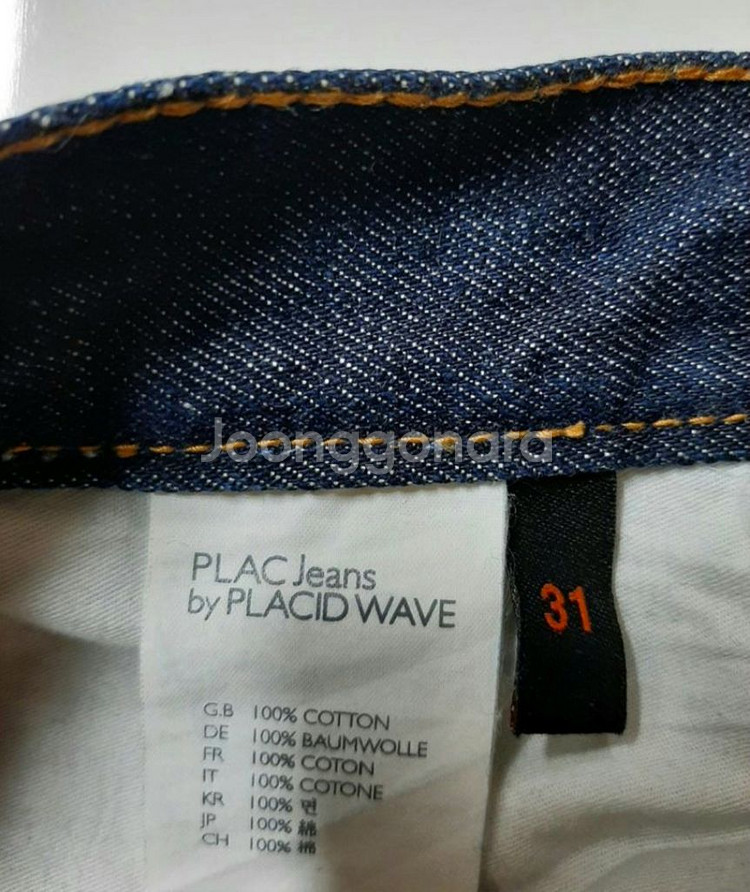 Joonggonara
PLAC Jeans
by PLACID WAVE
31
G.B 100% COTTON
DE 100% BAUMWOLLE
FR 100% COTON
IT 100% COTONE
KR 100% 면
JP 100% 綿
CH 100% 棉